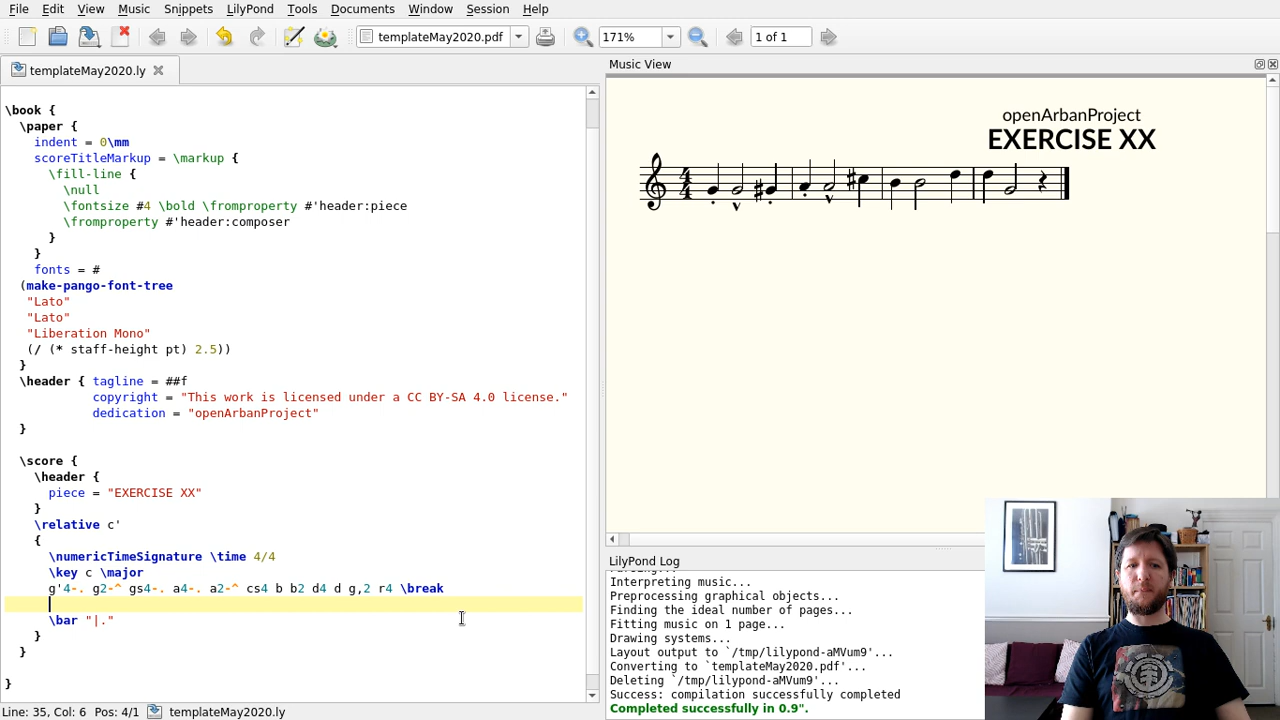 File Edit View Music Snippets LilyPond Tools Documents Window Session Help
templateMay2020.pdf 171% 1 of 1
templateMay2020.ly
\book {
\paper {
indent = 0\mm
scoreTitleMarkup = \markup {
\fill-line {
\null
\fontsize #4 \bold \fromproperty #'header:piece
\fromproperty #'header:composer
}
}
fonts = #
(make-pango-font-tree
"Lato"
"Lato"
"Liberation Mono"
(/ (* staff-height pt) 2.5))
}
\header { tagline = ##f
copyright = "This work is licensed under a CC BY-SA 4.0 license."
dedication = "openArbanProject"
}
\score {
\header {
piece = "EXERCISE XX"
}
\relative c'
{
\numericTimeSignature \time 4/4
\key c \major
g'4-. g2-^ gs4-. a4-. a2-^ cs4 b b2 d4 d g,2 r4 \break
\bar "|."
}
}
}
Line: 35, Col: 6 Pos: 4/1 templateMay2020.ly
Music View
openArbanProject
EXERCISE XX
4
4
LilyPond Log
Interpreting music...
Preprocessing graphical objects...
Finding the ideal number of pages...
Fitting music on 1 page...
Drawing systems...
Layout output to `/tmp/lilypond-aMVum9'...
Converting to `templateMay2020.pdf'...
Deleting `/tmp/lilypond-aMVum9'...
Success: compilation successfully completed
Completed successfully in 0.9".